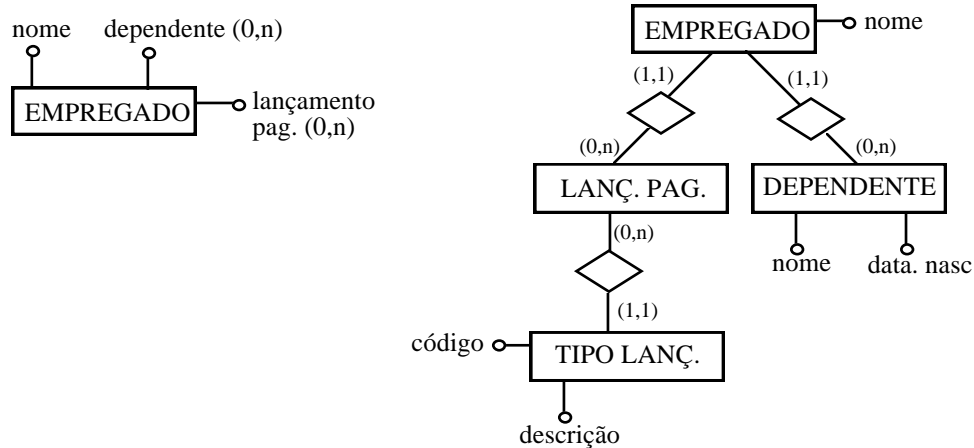 nome
dependente (0,n)
EMPREGADO
lançamento
pag. (0,n)
EMPREGADO
nome
(1,1)
(1,1)
(0,n)
(0,n)
LANÇ. PAG.
DEPENDENTE
(0,n)
nome
data. nasc
(1,1)
código
TIPO LANÇ.
descrição